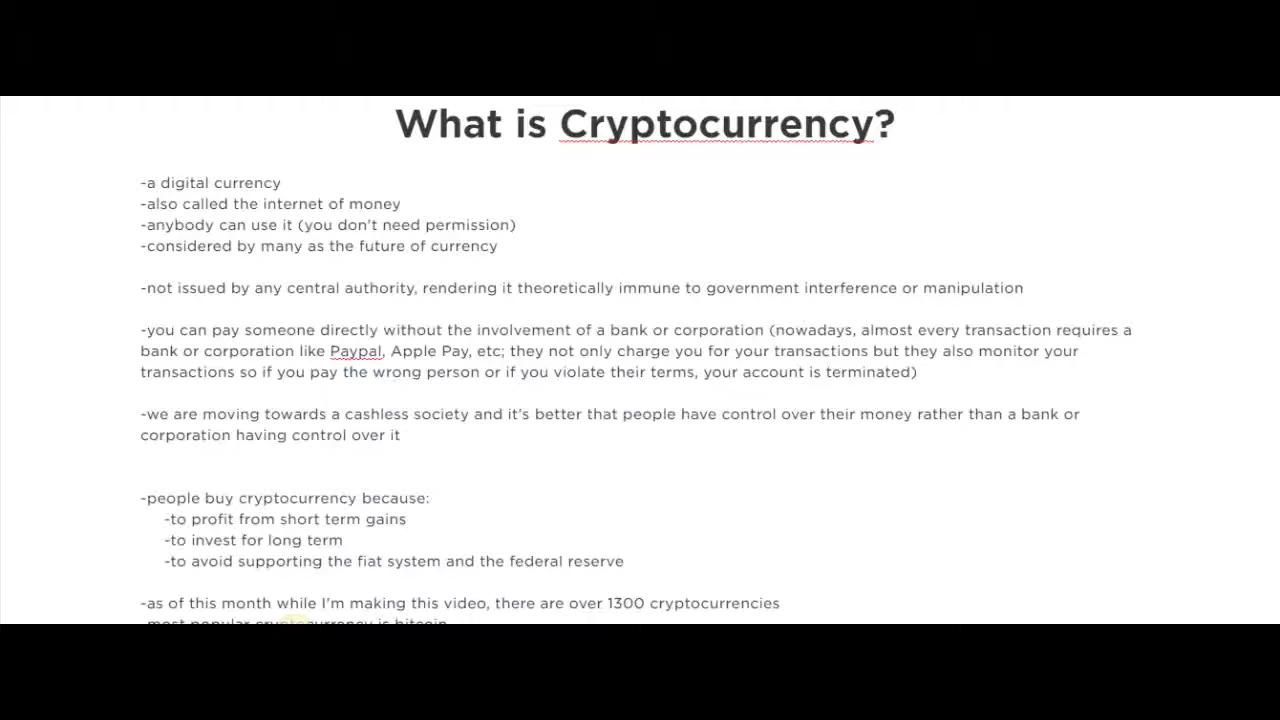 What is Cryptocurrency?
-a digital currency
-also called the internet of money
-anybody can use it (you don't need permission)
-considered by many as the future of currency
-not issued by any central authority, rendering it theoretically immune to government interference or manipulation
-you can pay someone directly without the involvement of a bank or corporation (nowadays, almost every transaction requires a
bank or corporation like Paypal, Apple Pay, etc; they not only charge you for your transactions but they also monitor your
transactions so if you pay the wrong person or if you violate their terms, your account is terminated)
-we are moving towards a cashless society and it's better that people have control over their money rather than a bank or
corporation having control over it
-people buy cryptocurrency because:
-to profit from short term gains
-to invest for long term
-to avoid supporting the fiat system and the federal reserve
-as of this month while I'm making this video, there are over 1300 cryptocurrencies
-most popular cryptocurrency is bitcoin